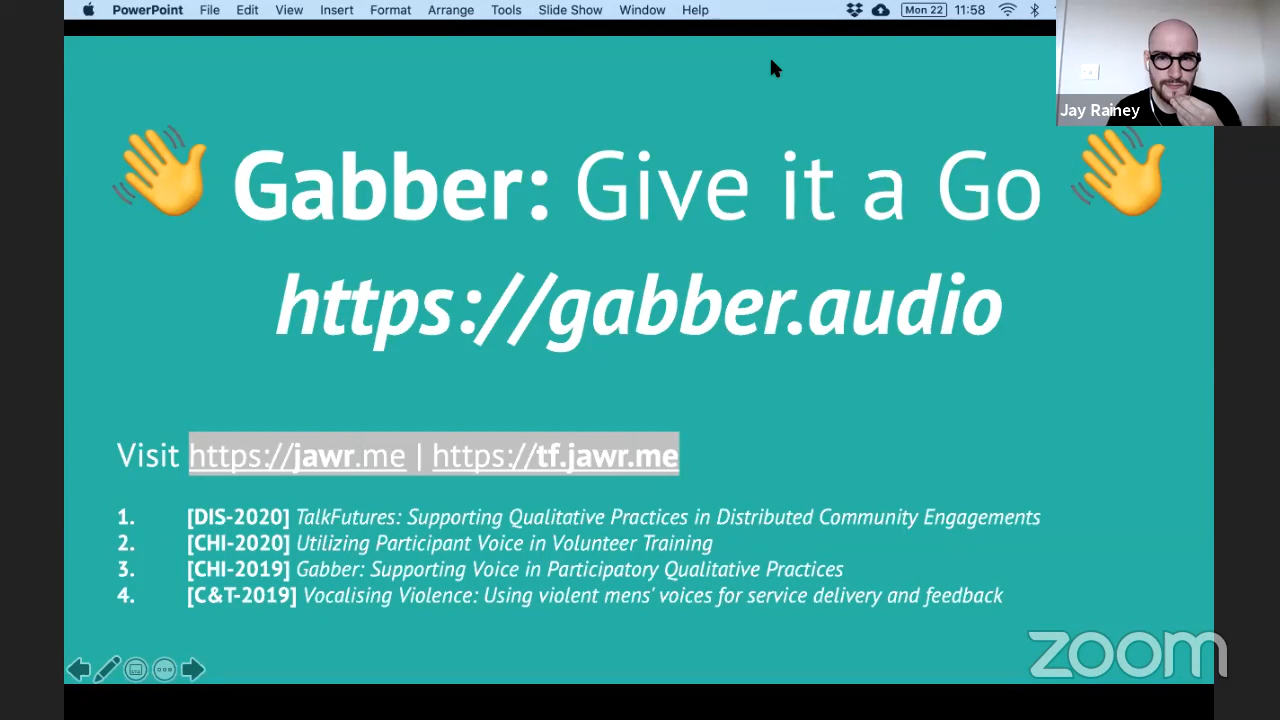 PowerPoint File Edit View Insert Format Arrange Tools Slide Show Window Help Mon 22 11:58
Jay Rainey
Gabber: Give it a Go
https://gabber.audio
Visit https://jawr.me | https://tf.jawr.me
1. [DIS-2020] TalkFutures: Supporting Qualitative Practices in Distributed Community Engagements
2. [CHI-2020] Utilizing Participant Voice in Volunteer Training
3. [CHI-2019] Gabber: Supporting Voice in Participatory Qualitative Practices
4. [C&T-2019] Vocalising Violence: Using violent mens' voices for service delivery and feedback
zoom